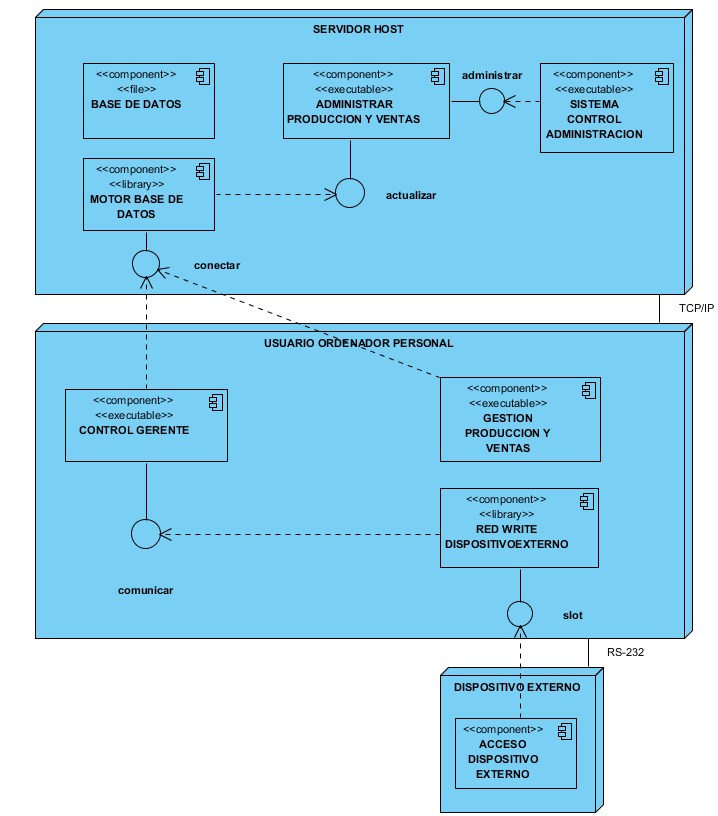 SERVIDOR HOST
<<component>>
<<file>>
BASE DE DATOS
<<component>>
<<executable>>
ADMINISTRAR
PRODUCCION Y VENTAS
administrar
<<component>>
<<executable>>
SISTEMA
CONTROL
ADMINISTRACION
<<component>>
<<library>>
MOTOR BASE DE
DATOS
actualizar
conectar
TCP/IP
USUARIO ORDENADOR PERSONAL
<<component>>
<<executable>>
CONTROL GERENTE
<<component>>
<<executable>>
GESTION
PRODUCCION Y
VENTAS
<<component>>
<<library>>
RED WRITE
DISPOSITIVOEXTERNO
comunicar
slot
RS-232
DISPOSITIVO EXTERNO
<<component>>
ACCESO
DISPOSITIVO
EXTERNO